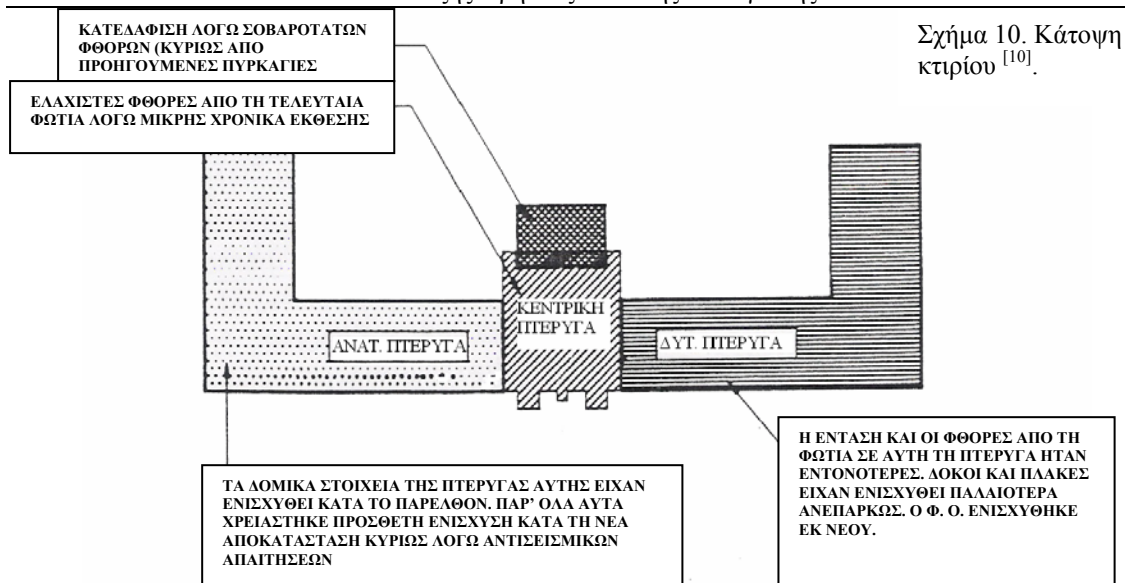 ΚΑΤΕΔΑΦΙΣΗ ΛΟΓΩ ΣΟΒΑΡΟΤΑΤΩΝ
ΦΘΟΡΩΝ (ΚΥΡΙΩΣ ΑΠΟ
ΠΡΟΗΓΟΥΜΕΝΕΣ ΠΥΡΚΑΓΙΕΣ
Σχήμα 10. Κάτοψη
κτιρίου [10].
ΕΛΑΧΙΣΤΕΣ ΦΘΟΡΕΣ ΑΠΟ ΤΗ ΤΕΛΕΥΤΑΙΑ
ΦΩΤΙΑ ΛΟΓΩ ΜΙΚΡΗΣ ΧΡΟΝΙΚΑ ΕΚΘΕΣΗΣ
ΚΕΝΤΡΙΚΗ
ΠΤΕΡΥΓΑ
ΑΝΑΤ. ΠΤΕΡΥΓΑ
ΔΥΤ. ΠΤΕΡΥΓΑ
ΤΑ ΔΟΜΙΚΑ ΣΤΟΙΧΕΙΑ ΤΗΣ ΠΤΕΡΥΓΑΣ ΑΥΤΗΣ ΕΙΧΑΝ
ΕΝΙΣΧΥΘΕΙ ΚΑΤΑ ΤΟ ΠΑΡΕΛΘΟΝ. ΠΑΡ' ΟΛΑ ΑΥΤΑ
ΧΡΕΙΑΣΤΗΚΕ ΠΡΟΣΘΕΤΗ ΕΝΙΣΧΥΣΗ ΚΑΤΑ ΤΗ ΝΕΑ
ΑΠΟΚΑΤΑΣΤΑΣΗ ΚΥΡΙΩΣ ΛΟΓΩ ΑΝΤΙΣΕΙΣΜΙΚΩΝ
ΑΠΑΙΤΗΣΕΩΝ
Η ΕΝΤΑΣΗ ΚΑΙ ΟΙ ΦΘΟΡΕΣ ΑΠΟ ΤΗ
ΦΩΤΙΑ ΣΕ ΑΥΤΗ ΤΗ ΠΤΕΡΥΓΑ ΗΤΑΝ
ΕΝΤΟΝΟΤΕΡΕΣ. ΔΟΚΟΙ ΚΑΙ ΠΛΑΚΕΣ
ΕΙΧΑΝ ΕΝΙΣΧΥΘΕΙ ΠΑΛΑΙΟΤΕΡΑ
ΑΝΕΠΑΡΚΩΣ. Ο Φ. Ο. ΕΝΙΣΧΥΘΗΚΕ
ΕΚ ΝΕΟΥ.